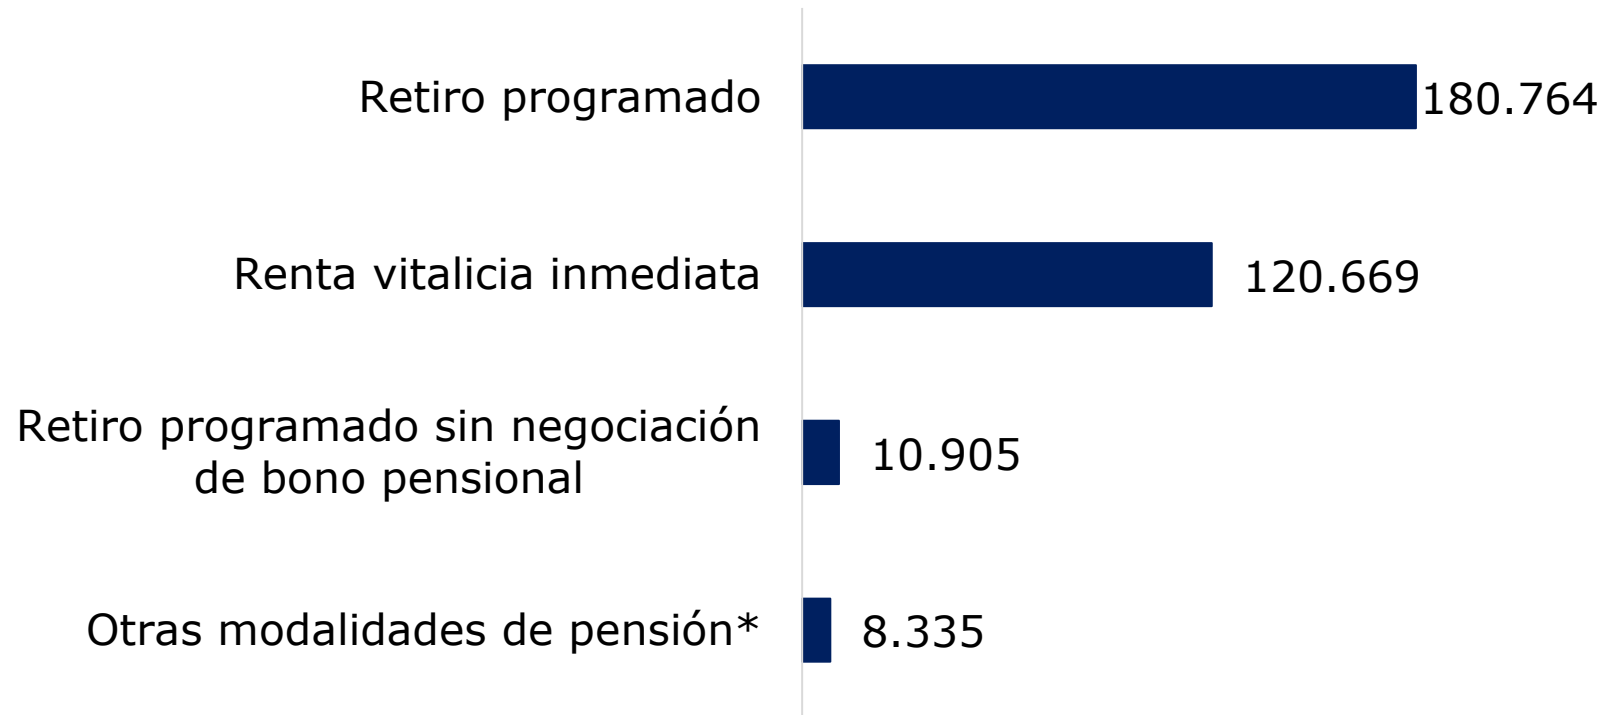 Retiro programado
180.764
Renta vitalicia inmediata
120.669
Retiro programado sin negociación
de bono pensional
10.905
Otras modalidades de pensión*
8.335